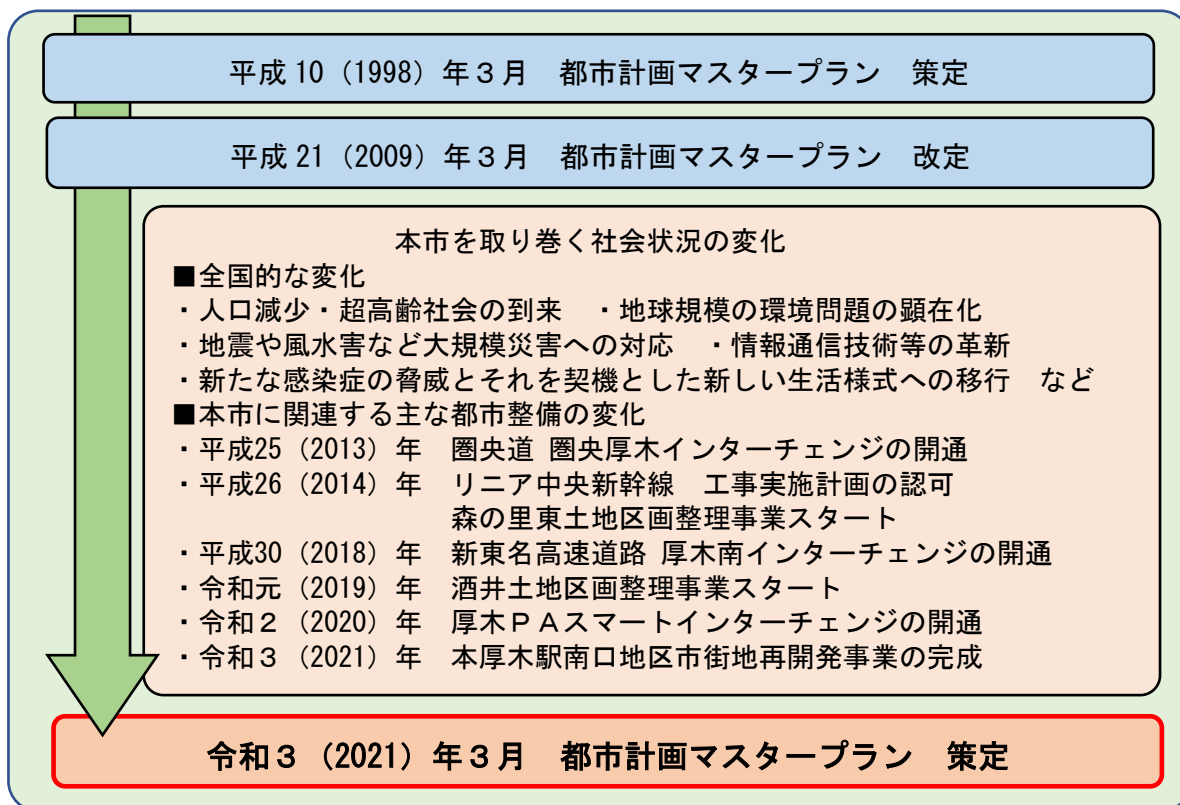 平成10（1998）年３月　都市計画マスタープラン　策定
平成21（2009）年３月　都市計画マスタープラン　改定
本市を取り巻く社会状況の変化
■全国的な変化
・人口減少・超高齢社会の到来　・地球規模の環境問題の顕在化
・地震や風水害など大規模災害への対応　・情報通信技術等の革新
・新たな感染症の脅威とそれを契機とした新しい生活様式への移行　など
■本市に関連する主な都市整備の変化
・平成25（2013）年　圏央道 圏央厚木インターチェンジの開通
・平成26（2014）年　リニア中央新幹線　工事実施計画の認可
森の里東土地区画整理事業スタート
・平成30（2018）年　新東名高速道路 厚木南インターチェンジの開通
・令和元（2019）年　酒井土地区画整理事業スタート
・令和２（2020）年　厚木ＰＡスマートインターチェンジの開通
・令和３（2021）年　本厚木駅南口地区市街地再開発事業の完成
令和３（2021）年３月　都市計画マスタープラン　策定